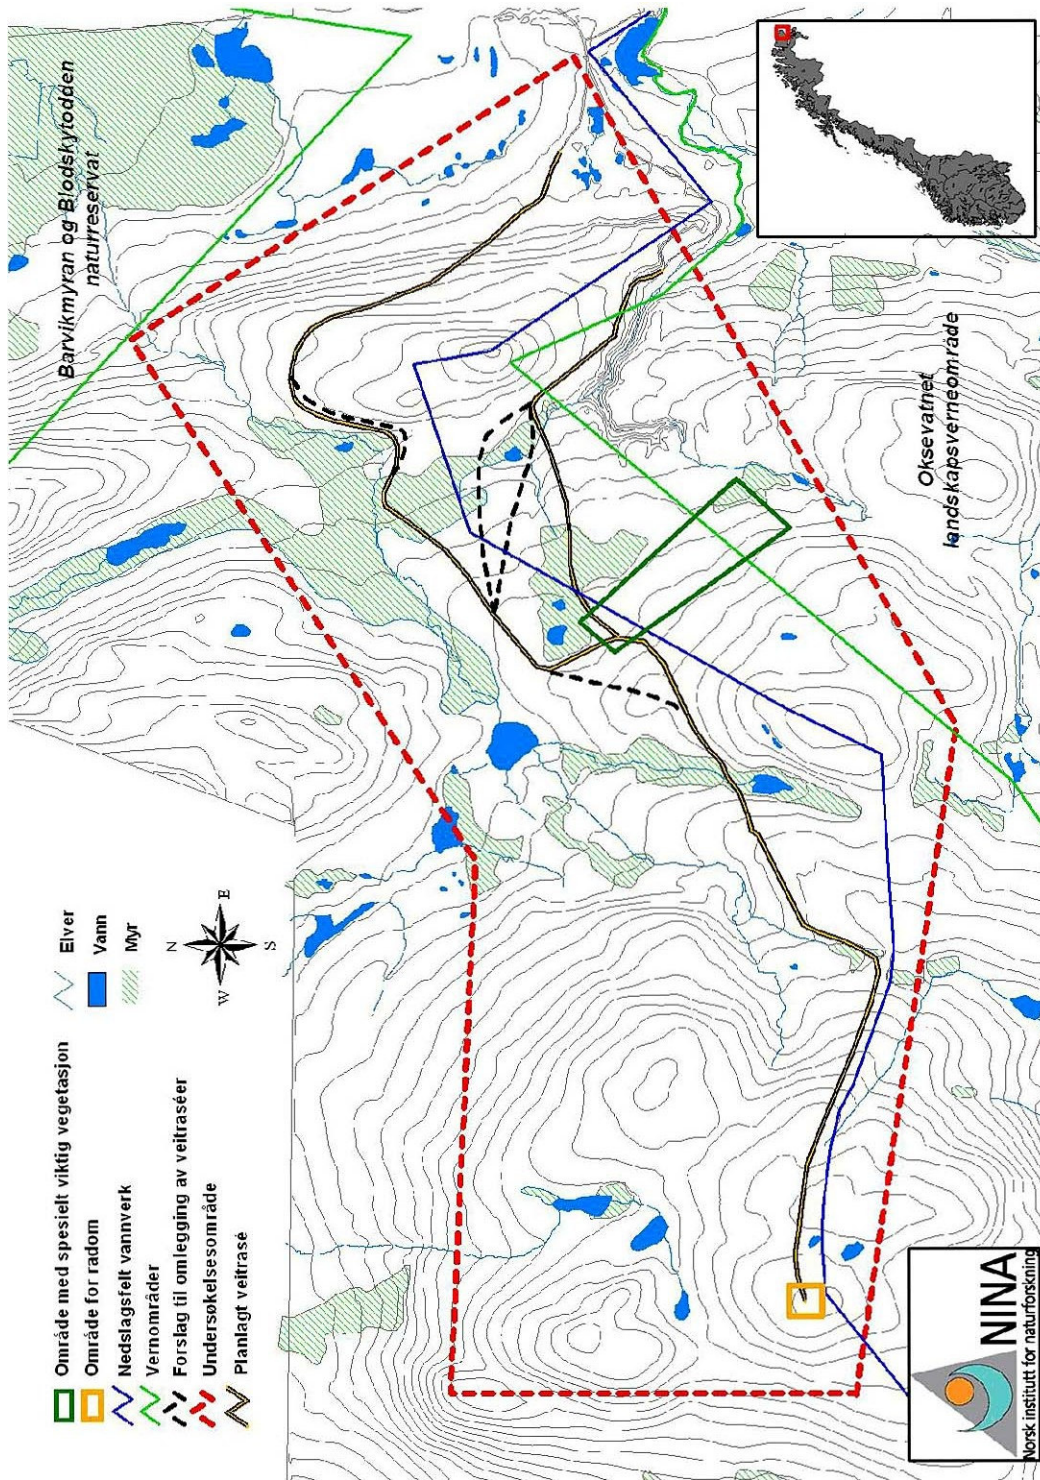 Område med spesielt viktig vegetasjon
Område for radom
Nedslagsfelt vannverk
Vernområder
Forslag til omlegging av veitraséer
Undersøkelsesområde
Planlagt veitrasé
Elver
Vann
Myr
N
W
E
S
Barvikmyran og Blodskytodden
naturreservat
Oksevatnet
landskapsverneområde
NINA
Norsk institutt for naturforskning